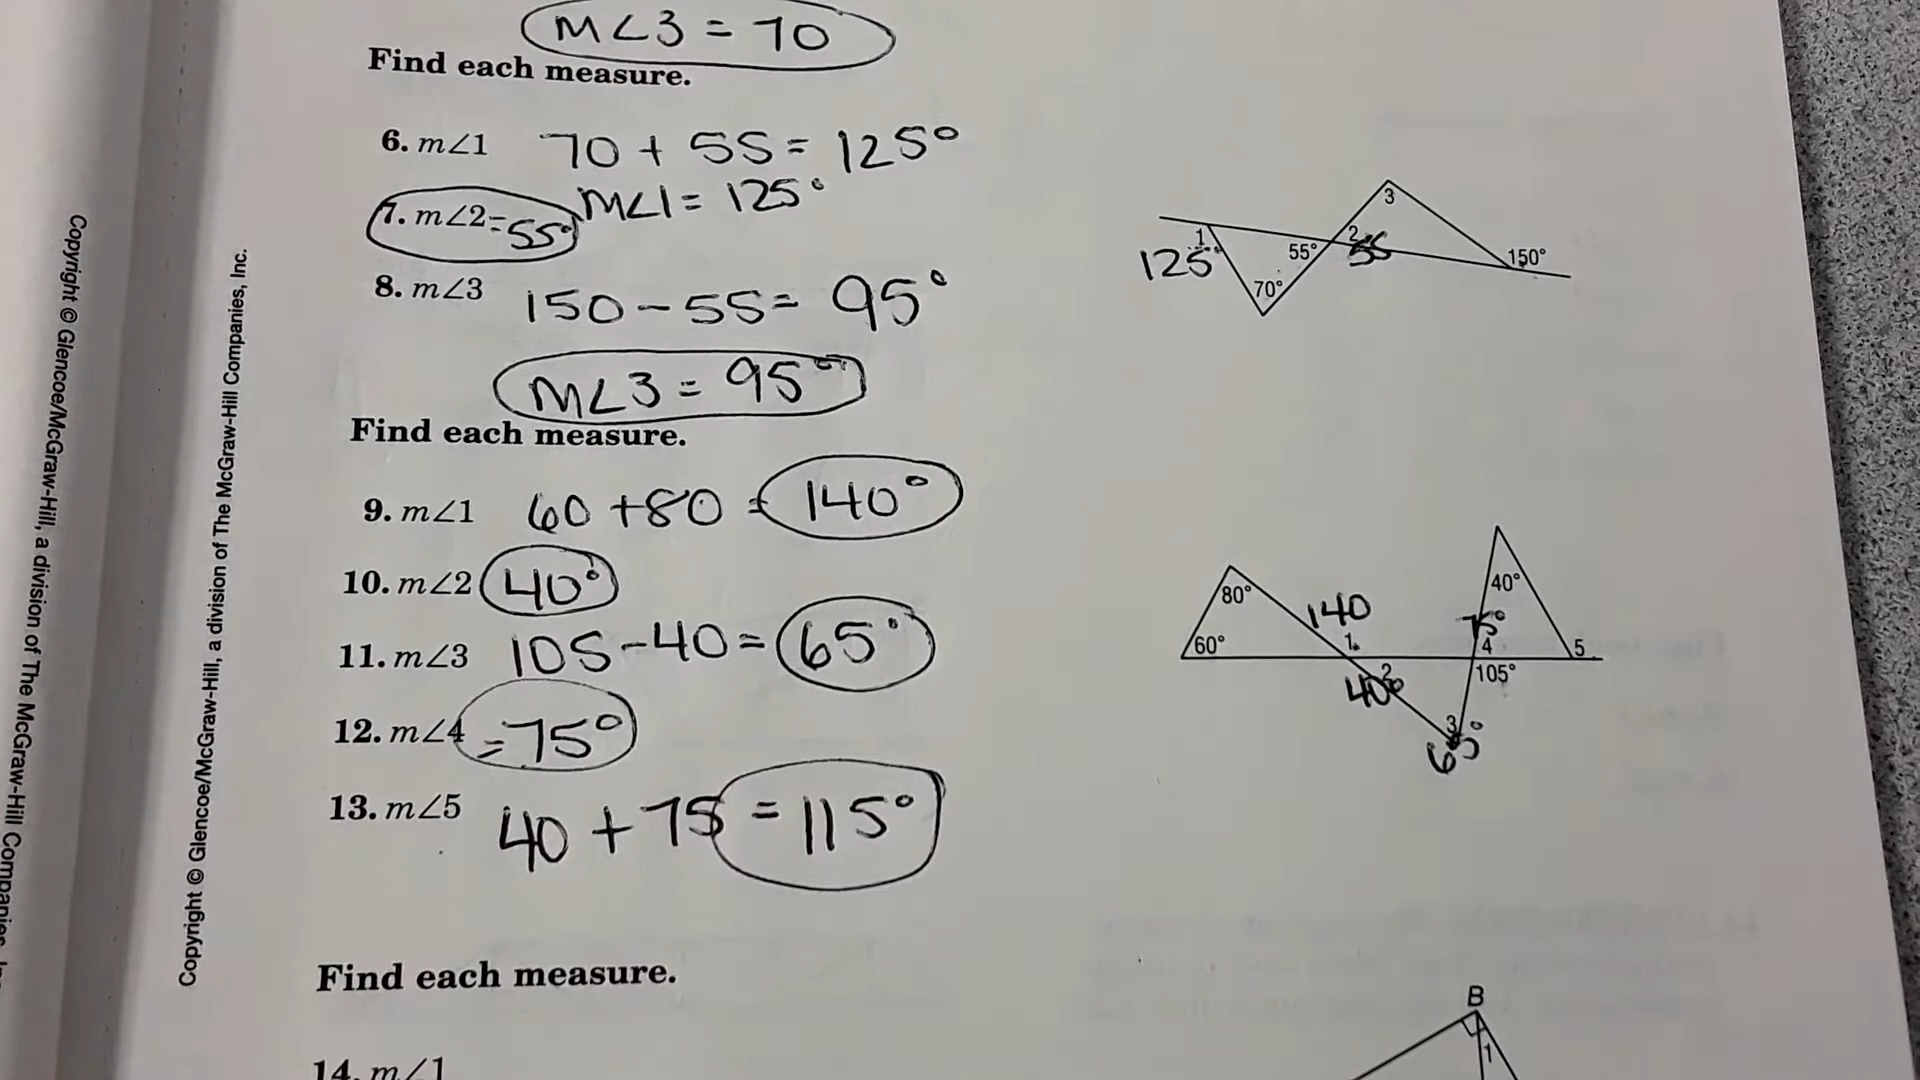 m∠3 = 70
Find each measure.
6. m∠1 70 + 55 = 125°
m∠1 = 125°
7. m∠2 = 55°
8. m∠3 150 - 55 = 95°
m∠3 = 95°
Find each measure.
9. m∠1 60 + 80 = 140°
10. m∠2 40°
11. m∠3 105 - 40 = 65°
12. m∠4 = 75°
13. m∠5 40 + 75 = 115°
Find each measure.
14. m∠1
3
1
125°
55°
2
55
70°
150°
80°
60°
140
1
2
40°
3
65°
40°
75°
4
105°
5
B
1
Copyright © Glencoe/McGraw-Hill, a division of The McGraw-Hill Companies, Inc.
Copyright © Glencoe/McGraw-Hill, a division of The McGraw-Hill Companies, In